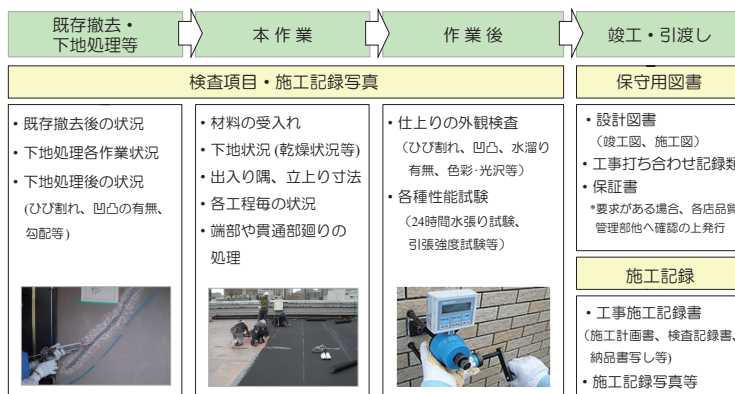 既存撤去・
下地処理等
本 作 業
作 業 後
竣工・引渡し
検査項目・施工記録写真
保守用図書
・既存撤去後の状況
・下地処理各作業状況
・下地処理後の状況
(ひび割れ、凹凸の有無、
勾配等)
・材料の受入れ
・下地状況 (乾燥状況等)
・出入り隅、立上り寸法
・各工程毎の状況
・端部や貫通部廻りの
処理
・仕上りの外観検査
（ひび割れ、凹凸、水溜り
有無、色彩・光沢等）
・各種性能試験
（24時間水張り試験、
引張強度試験等）
・設計図書
（竣工図、施工図）
・工事打ち合わせ記録類
・保証書
*要求がある場合、各店品質
管理部他へ確認の上発行
施工記録
・工事施工記録書
（施工計画書、検査記録書、
納品書写し等)
・施工記録写真等